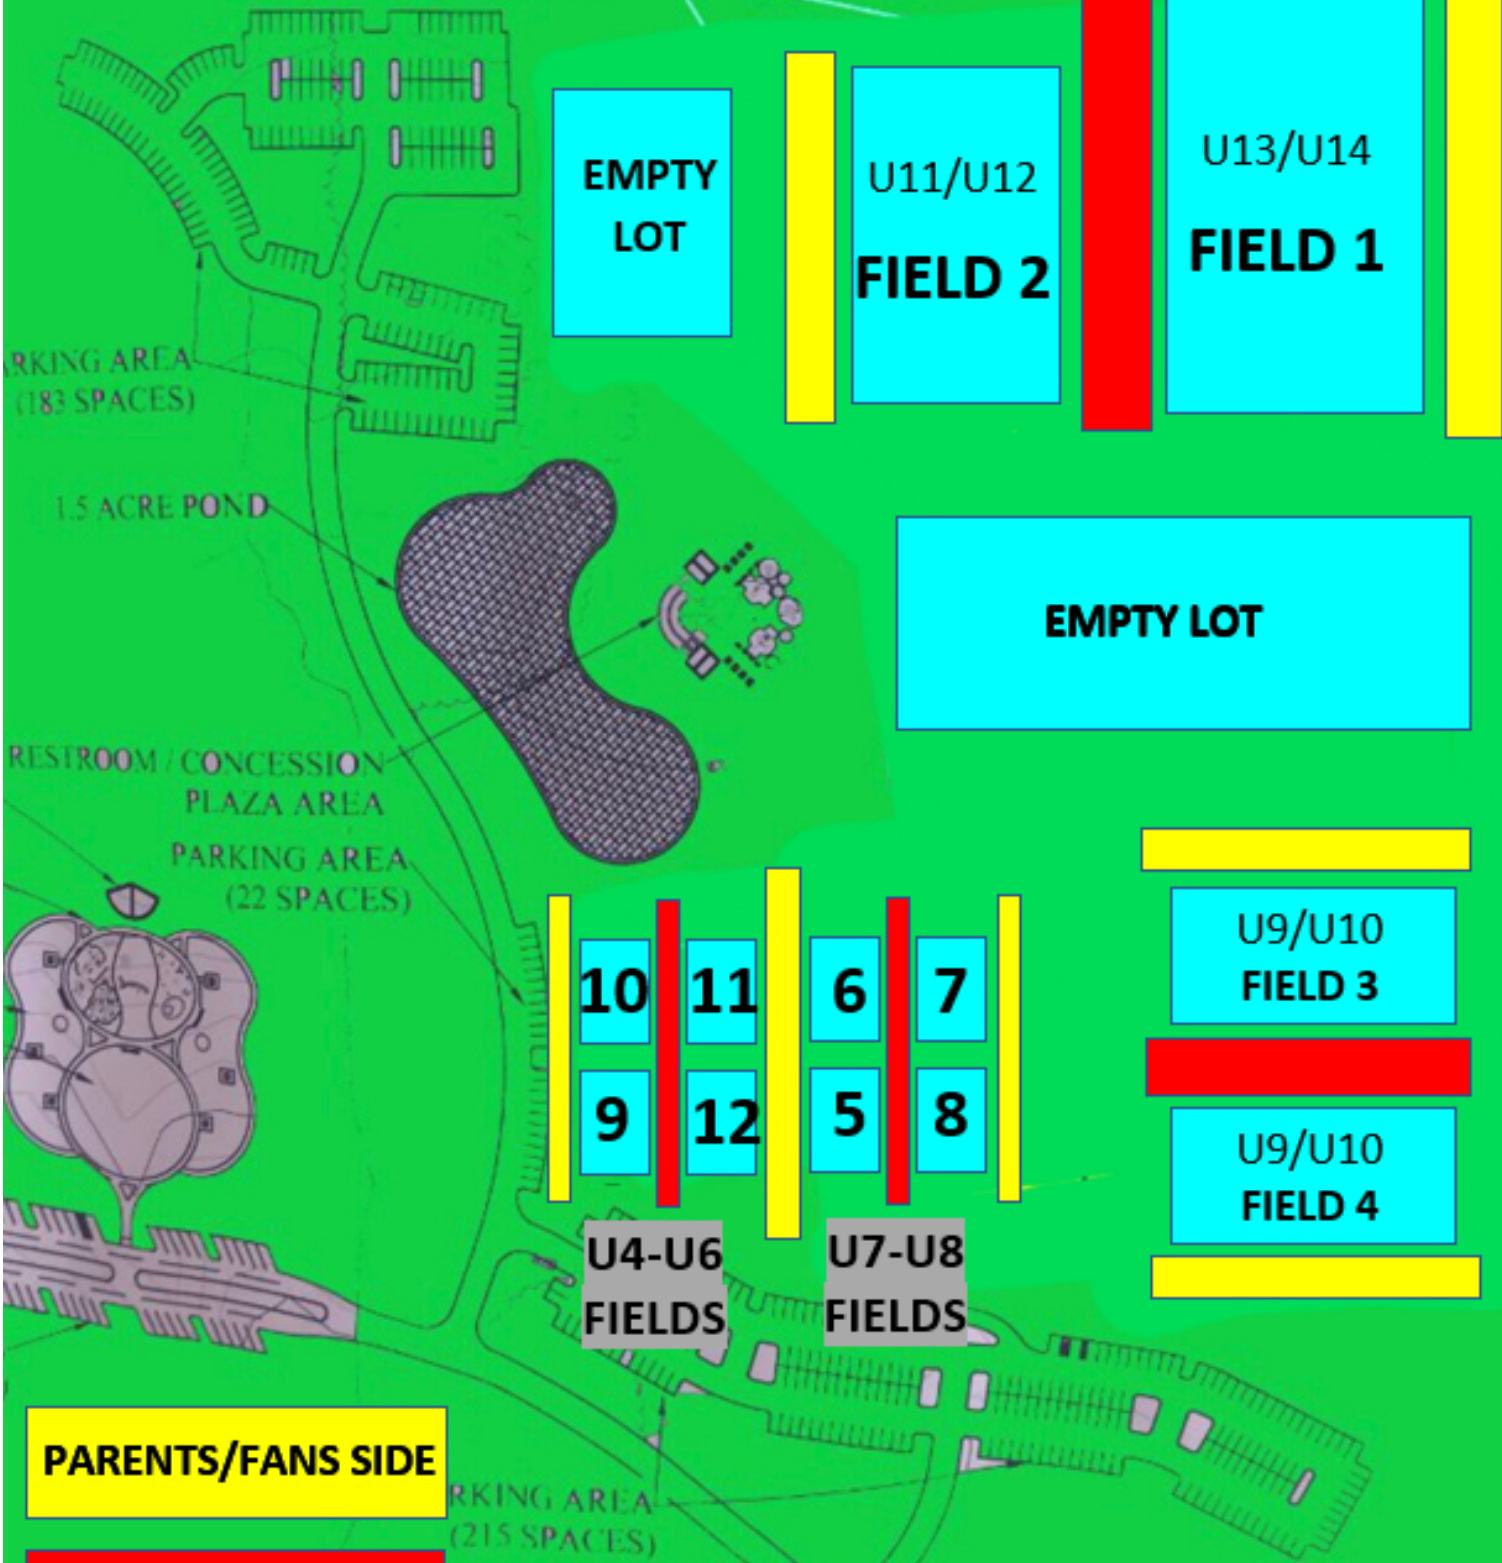 EMPTY
LOT
U11/U12
FIELD 2
U13/U14
FIELD 1
RKING AREA
(183 SPACES)
1.5 ACRE POND
EMPTY LOT
RESTROOM / CONCESSION
PLAZA AREA
PARKING AREA
(22 SPACES)
10
11
6
7
9
12
5
8
U9/U10
FIELD 3
U9/U10
FIELD 4
U4-U6
FIELDS
U7-U8
FIELDS
PARENTS/FANS SIDE
RKING AREA
(215 SPACES)